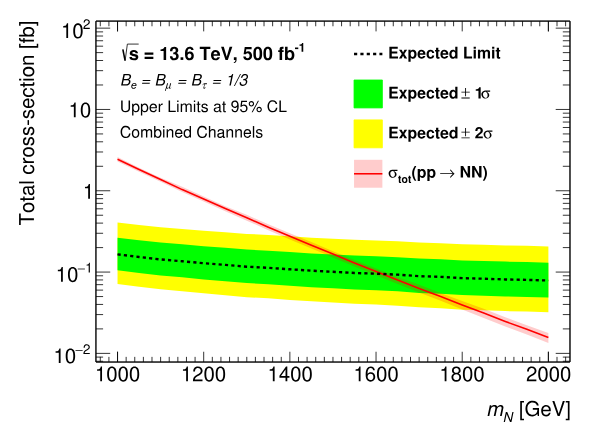 Total cross-section [fb]
10²
10
1
10⁻¹
10⁻²
√s = 13.6 TeV, 500 fb⁻¹
Bₑ = B_μ = B_τ = 1/3
Upper Limits at 95% CL
Combined Channels
Expected Limit
Expected ± 1σ
Expected ± 2σ
σ_tot(pp → NN)
1000 1200 1400 1600 1800 2000
m_N [GeV]